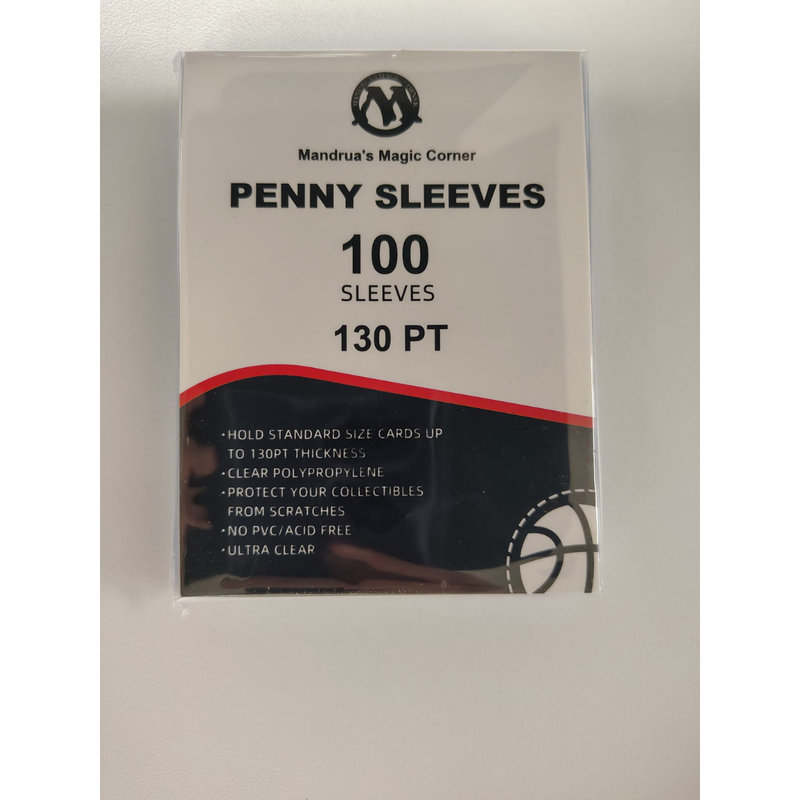 M
Mandrua's Magic Corner
PENNY SLEEVES
100
SLEEVES
130 PT
·HOLD STANDARD SIZE CARDS UP
TO 130PT THICKNESS
·CLEAR POLYPROPYLENE
·PROTECT YOUR COLLECTIBLES
FROM SCRATCHES
·NO PVC/ACID FREE
·ULTRA CLEAR